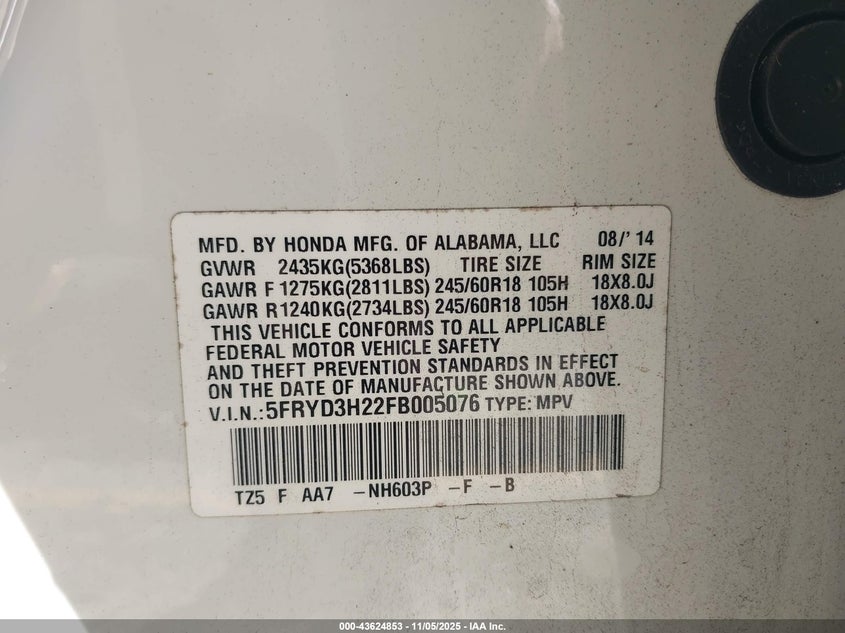 MFD. BY HONDA MFG. OF ALABAMA, LLC 08/'14
GVWR 2435KG(5368LBS) TIRE SIZE RIM SIZE
GAWR F 1275KG(2811LBS) 245/60R18 105H 18X8.0J
GAWR R1240KG(2734LBS) 245/60R18 105H 18X8.0J
THIS VEHICLE CONFORMS TO ALL APPLICABLE
FEDERAL MOTOR VEHICLE SAFETY
AND THEFT PREVENTION STANDARDS IN EFFECT
ON THE DATE OF MANUFACTURE SHOWN ABOVE.
V.I.N.:5FRYD3H22FB005076 TYPE: MPV
TZ5 F AA7 -NH603P -F -B
000-43624853 - 11/05/2025 - IAA Inc.